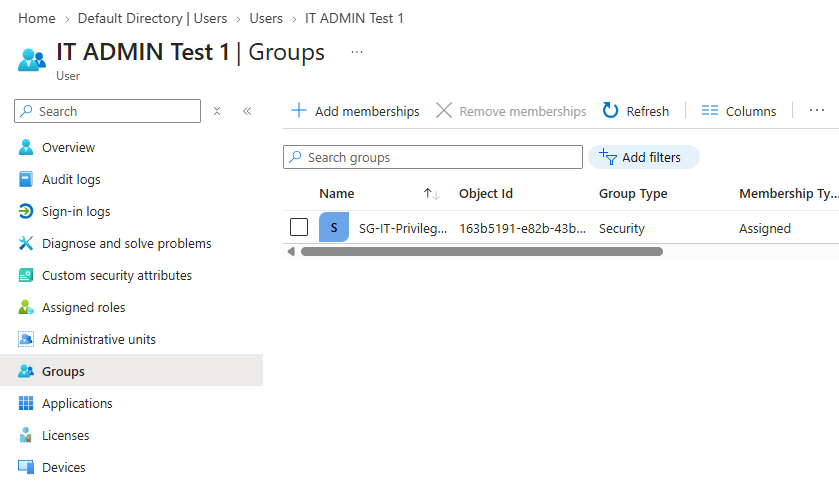 Home > Default Directory | Users > Users > IT ADMIN Test 1
IT ADMIN Test 1 | Groups ...
User
Search
Add memberships Remove memberships Refresh Columns ...
Overview
Search groups Add filters
Audit logs
Name Object Id Group Type Membership Ty...
Sign-in logs
S SG-IT-Privileg... 163b5191-e82b-43b... Security Assigned
Diagnose and solve problems
Custom security attributes
Assigned roles
Administrative units
Groups
Applications
Licenses
Devices